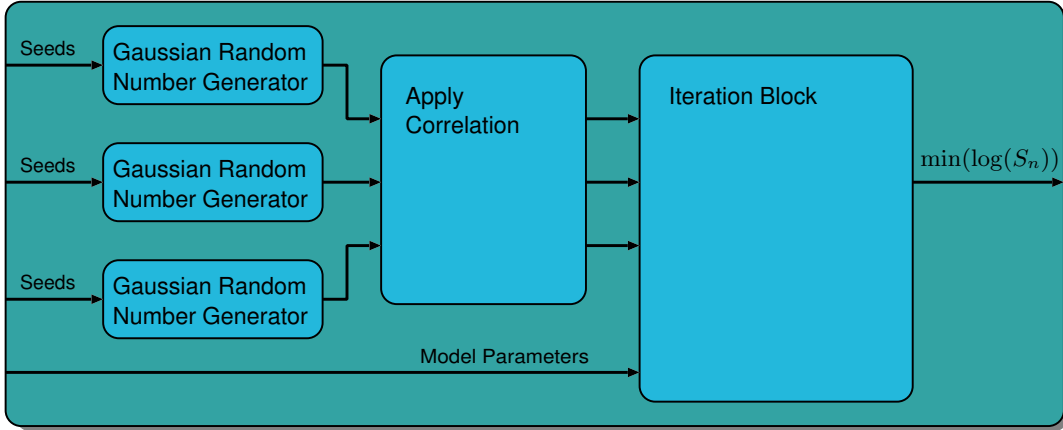 Seeds
Gaussian Random
Number Generator
Seeds
Gaussian Random
Number Generator
Seeds
Gaussian Random
Number Generator
Apply
Correlation
Iteration Block
Model Parameters
min(log(Sₙ))